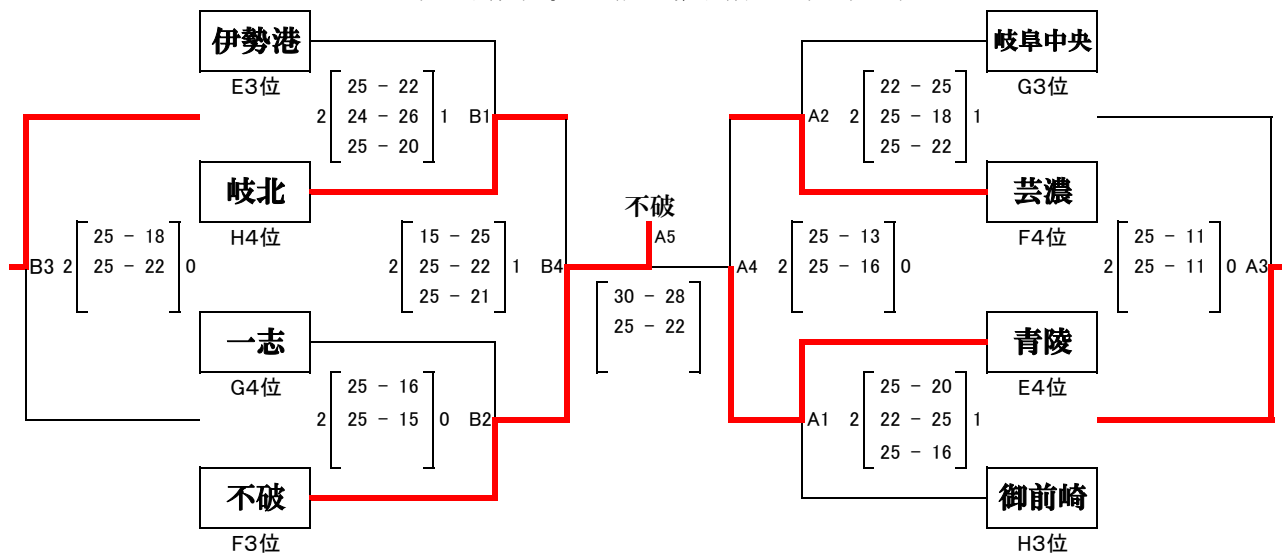 伊勢港
E3位
2 25 - 22 1 B1
24 - 26
25 - 20
岐北
H4位
B3 2 25 - 18 0
25 - 22
2 15 - 25 1 B4
25 - 22
25 - 21
一志
G4位
2 25 - 16 0 B2
25 - 15
不破
F3位
不破
A5
30 - 28
25 - 22
岐阜中央
G3位
A2 2 22 - 25 1
25 - 18
25 - 22
芸濃
F4位
A4 2 25 - 13 0
25 - 16
2 25 - 11 0 A3
25 - 11
青陵
E4位
A1 2 25 - 20 1
22 - 25
25 - 16
御前崎
H3位